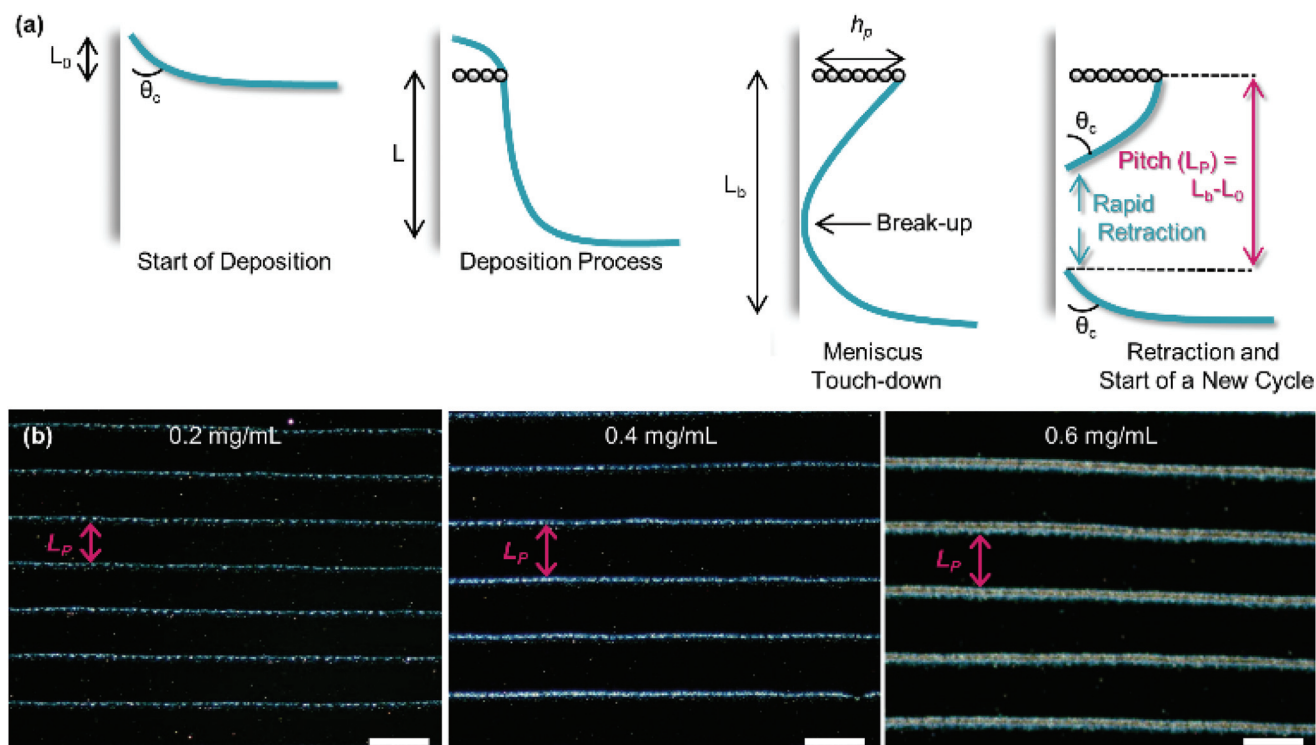 (a)
L₀
θc
Start of Deposition
L
Deposition Process
hp
Lb
Break-up
Meniscus
Touch-down
θc
Pitch (LP) =
Lb-L0
Rapid
Retraction
θc
Retraction and
Start of a New Cycle
(b)
0.2 mg/mL
LP
0.4 mg/mL
LP
0.6 mg/mL
LP